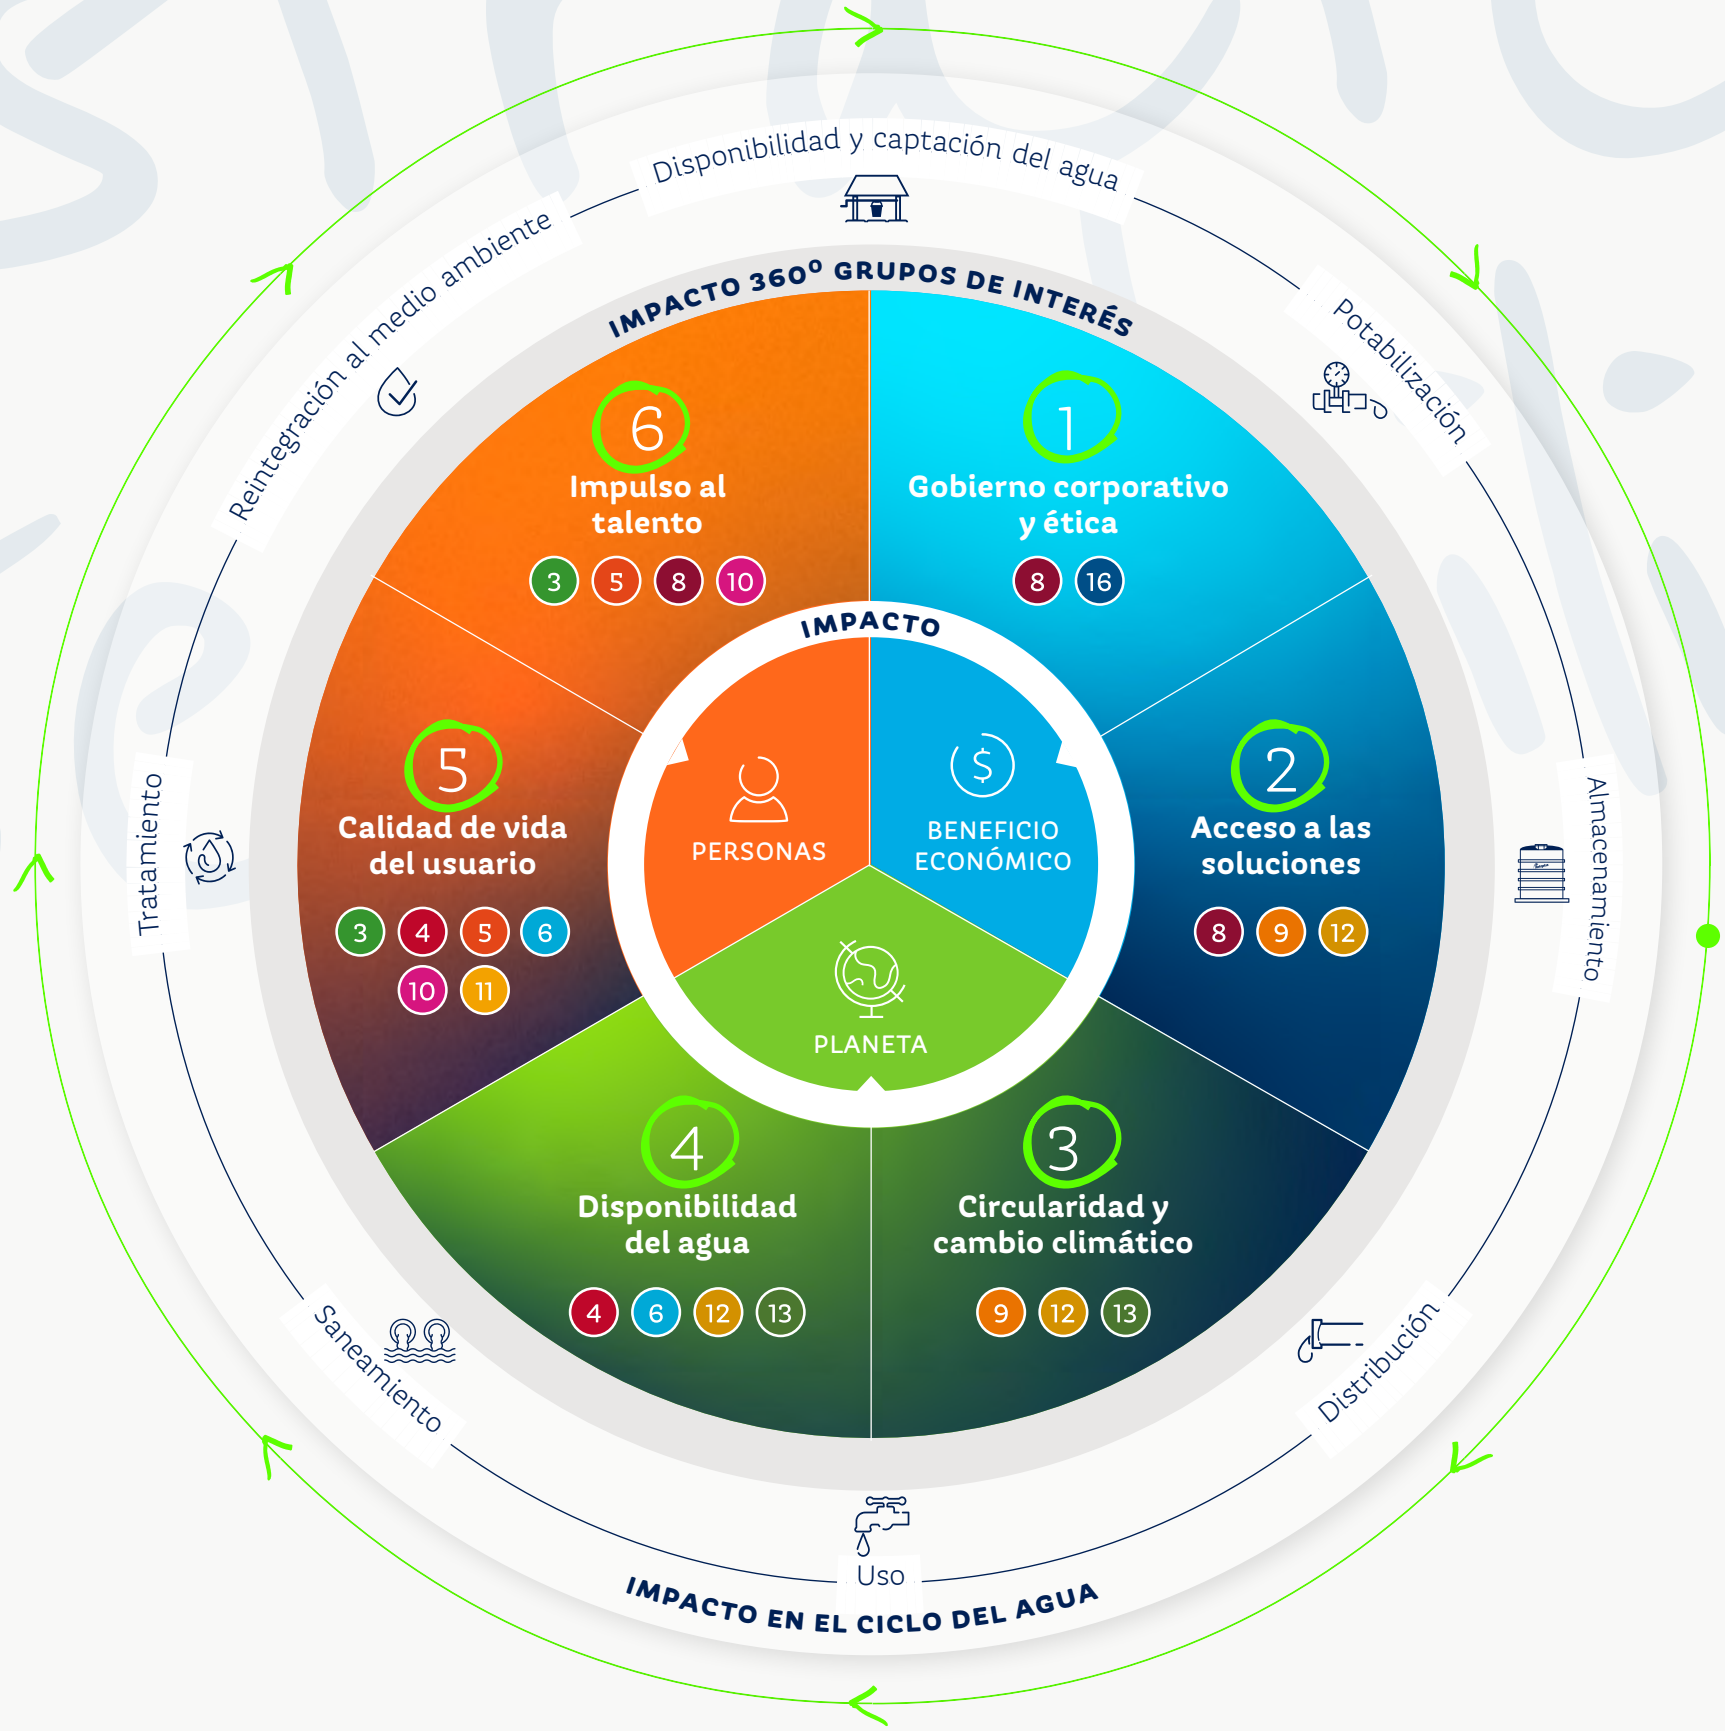 Disponibilidad y captación del agua
Potabilización
Almacenamiento
Distribución
Uso
Saneamiento
Tratamiento
Reintegración al medio ambiente
IMPACTO EN EL CICLO DEL AGUA
IMPACTO 360º GRUPOS DE INTERÉS
1
Gobierno corporativo
y ética
8 16
2
Acceso a las
soluciones
8 9 12
3
Circularidad y
cambio climático
9 12 13
4
Disponibilidad
del agua
4 6 12 13
5
Calidad de vida
del usuario
3 4 5 6
10 11
6
Impulso al
talento
3 5 8 10
IMPACTO
PERSONAS
$
BENEFICIO
ECONÓMICO
PLANETA